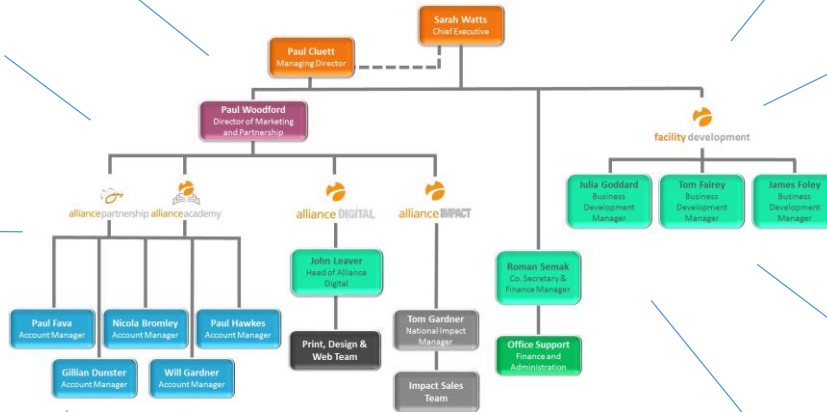 Sarah Watts
Chief Executive
Paul Cluett
Managing Director
Paul Woodford
Director of Marketing
and Partnership
facility development
alliancepartnership
allianceacademy
alliance DIGITAL
alliance IMPACT
Julia Goddard
Business
Development
Manager
Tom Fairey
Business
Development
Manager
James Foley
Business
Development
Manager
John Leaver
Head of Alliance
Digital
Roman Semak
Co. Secretary &
Finance Manager
Paul Fava
Account Manager
Nicola Bromley
Account Manager
Paul Hawkes
Account Manager
Tom Gardner
National Impact
Manager
Print, Design &
Web Team
Office Support
Finance and
Administration
Gillian Dunster
Account Manager
Will Gardner
Account Manager
Impact Sales
Team